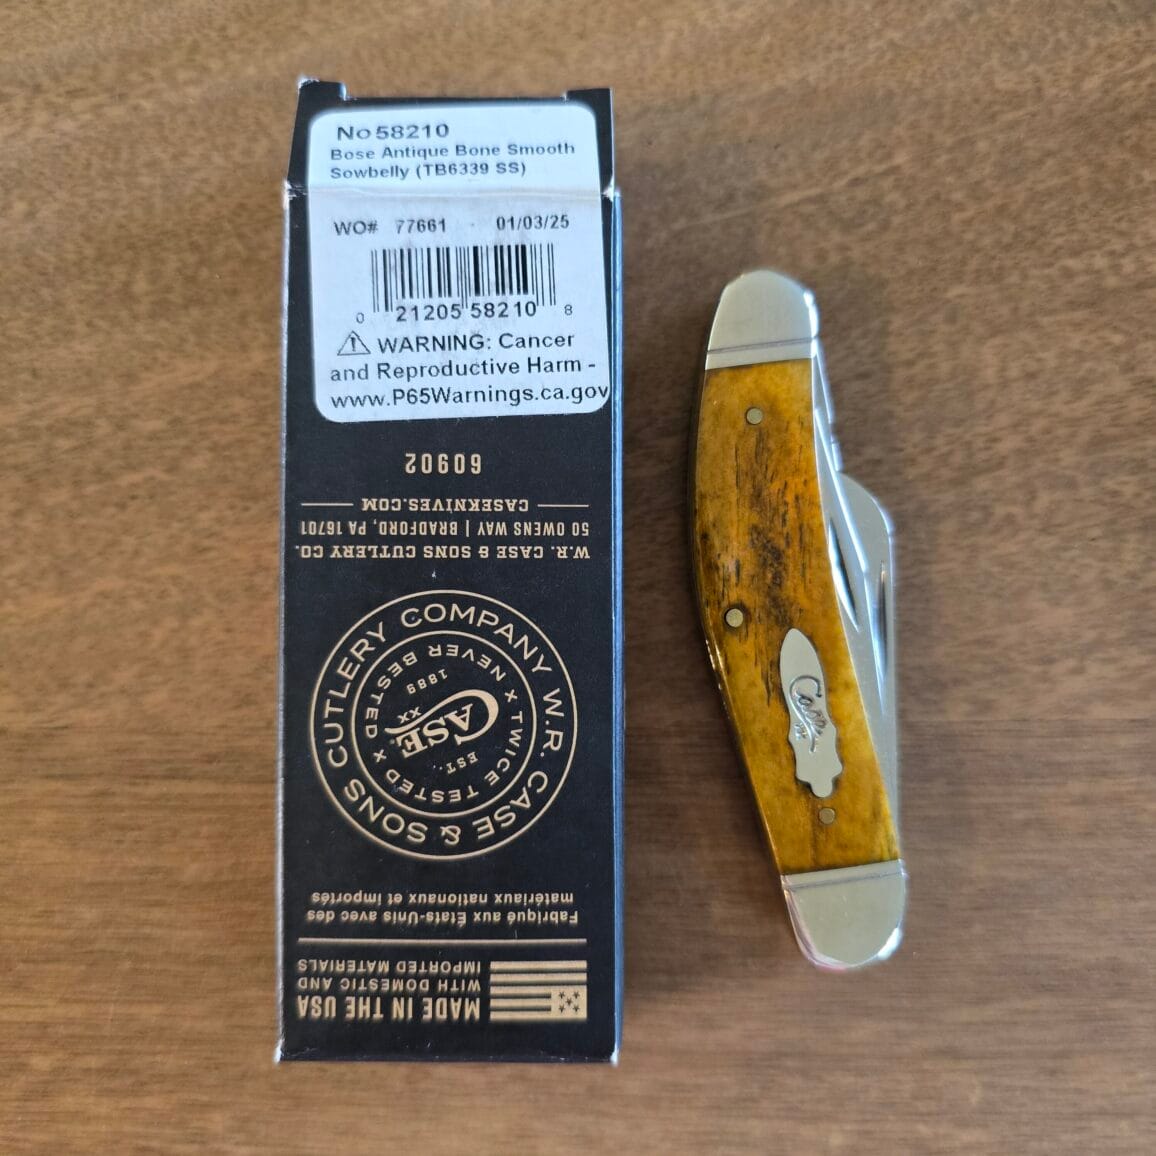 No 58210
Bose Antique Bone Smooth
Sowbelly (TB6339 SS)
WO# 77661 01/03/25
0 21205 58210 8
WARNING: Cancer
and Reproductive Harm -
www.P65Warnings.ca.gov
60902
CASEKNIVES.COM
50 OWENS WAY | BRADFORD, PA 16701
W.R. CASE & SONS CUTLERY CO.
W.R. CASE & SONS CUTLERY COMPANY
TWICE TESTED x NEVER BESTED x
EST. 1889
CASE
XX
Fabriqué aux États-Unis avec des
matériaux nationaux et importés
MADE IN THE USA
WITH DOMESTIC AND
IMPORTED MATERIALS
Case
XX